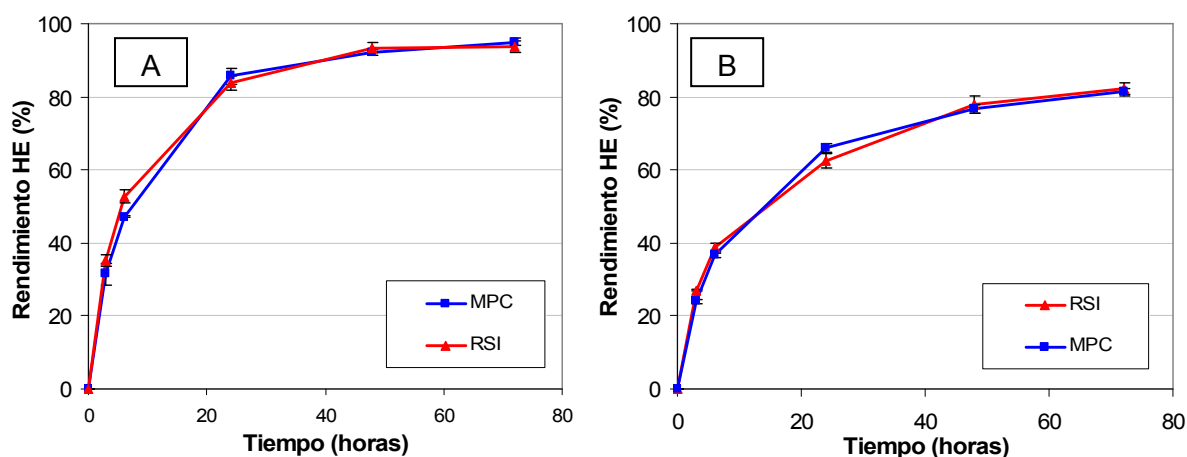 A
Rendimiento HE (%)
100
80
60
40
20
0
0 20 40 60 80
Tiempo (horas)
MPC
RSI
B
Rendimiento HE (%)
100
80
60
40
20
0
0 20 40 60 80
Tiempo (horas)
RSI
MPC